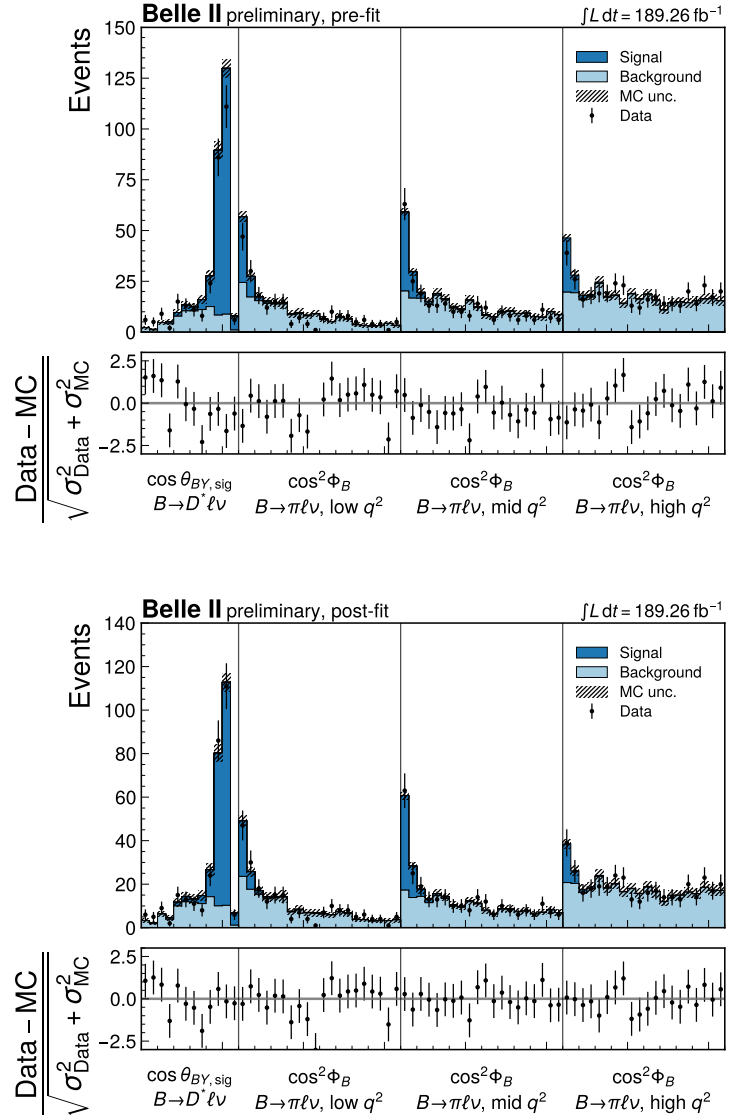 Belle II preliminary, pre-fit ∫L dt = 189.26 fb⁻¹
150
125
100
75
50
25
0
Events
Signal
Background
MC unc.
Data
2.5
0.0
−2.5
Data − MC
√σ²Data + σ²MC
cos θBY, sig
B→D*ℓν
cos²ΦB
B→πℓν, low q²
cos²ΦB
B→πℓν, mid q²
cos²ΦB
B→πℓν, high q²
Belle II preliminary, post-fit ∫L dt = 189.26 fb⁻¹
140
120
100
80
60
40
20
0
Events
Signal
Background
MC unc.
Data
2.5
0.0
−2.5
Data − MC
√σ²Data + σ²MC
cos θBY, sig
B→D*ℓν
cos²ΦB
B→πℓν, low q²
cos²ΦB
B→πℓν, mid q²
cos²ΦB
B→πℓν, high q²